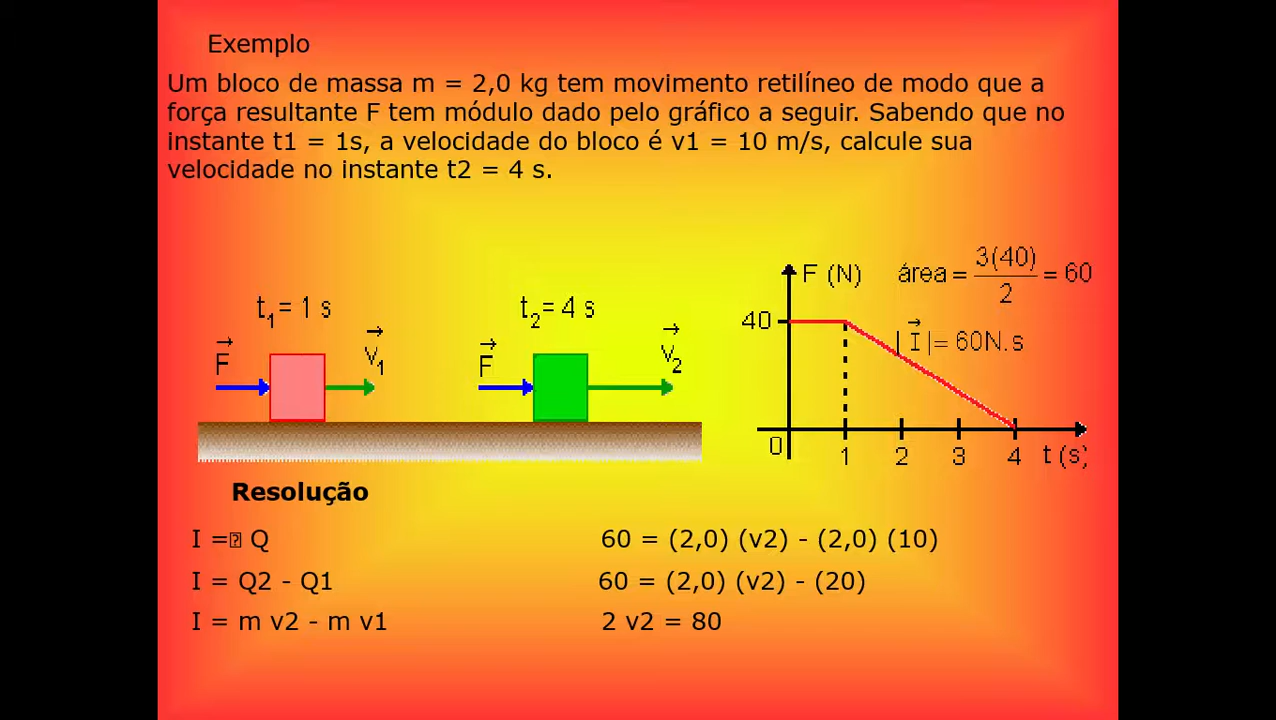 Exemplo
Um bloco de massa m = 2,0 kg tem movimento retilíneo de modo que a
força resultante F tem módulo dado pelo gráfico a seguir. Sabendo que no
instante t1 = 1s, a velocidade do bloco é v1 = 10 m/s, calcule sua
velocidade no instante t2 = 4 s.
t₁ = 1 s
t₂ = 4 s
F⃗
v⃗₁
F⃗
v⃗₂
F (N)
área = 3(40)/2 = 60
40
|I⃗| = 60N.s
0
1 2 3 4 t (s)
Resolução
I = Q
I = Q2 - Q1
I = m v2 - m v1
60 = (2,0) (v2) - (2,0) (10)
60 = (2,0) (v2) - (20)
2 v2 = 80